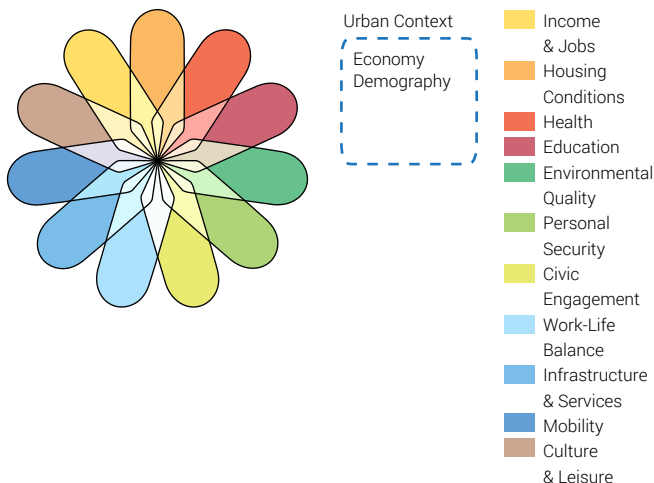 Urban Context
Economy
Demography
Income
& Jobs
Housing
Conditions
Health
Education
Environmental
Quality
Personal
Security
Civic
Engagement
Work-Life
Balance
Infrastructure
& Services
Mobility
Culture
& Leisure